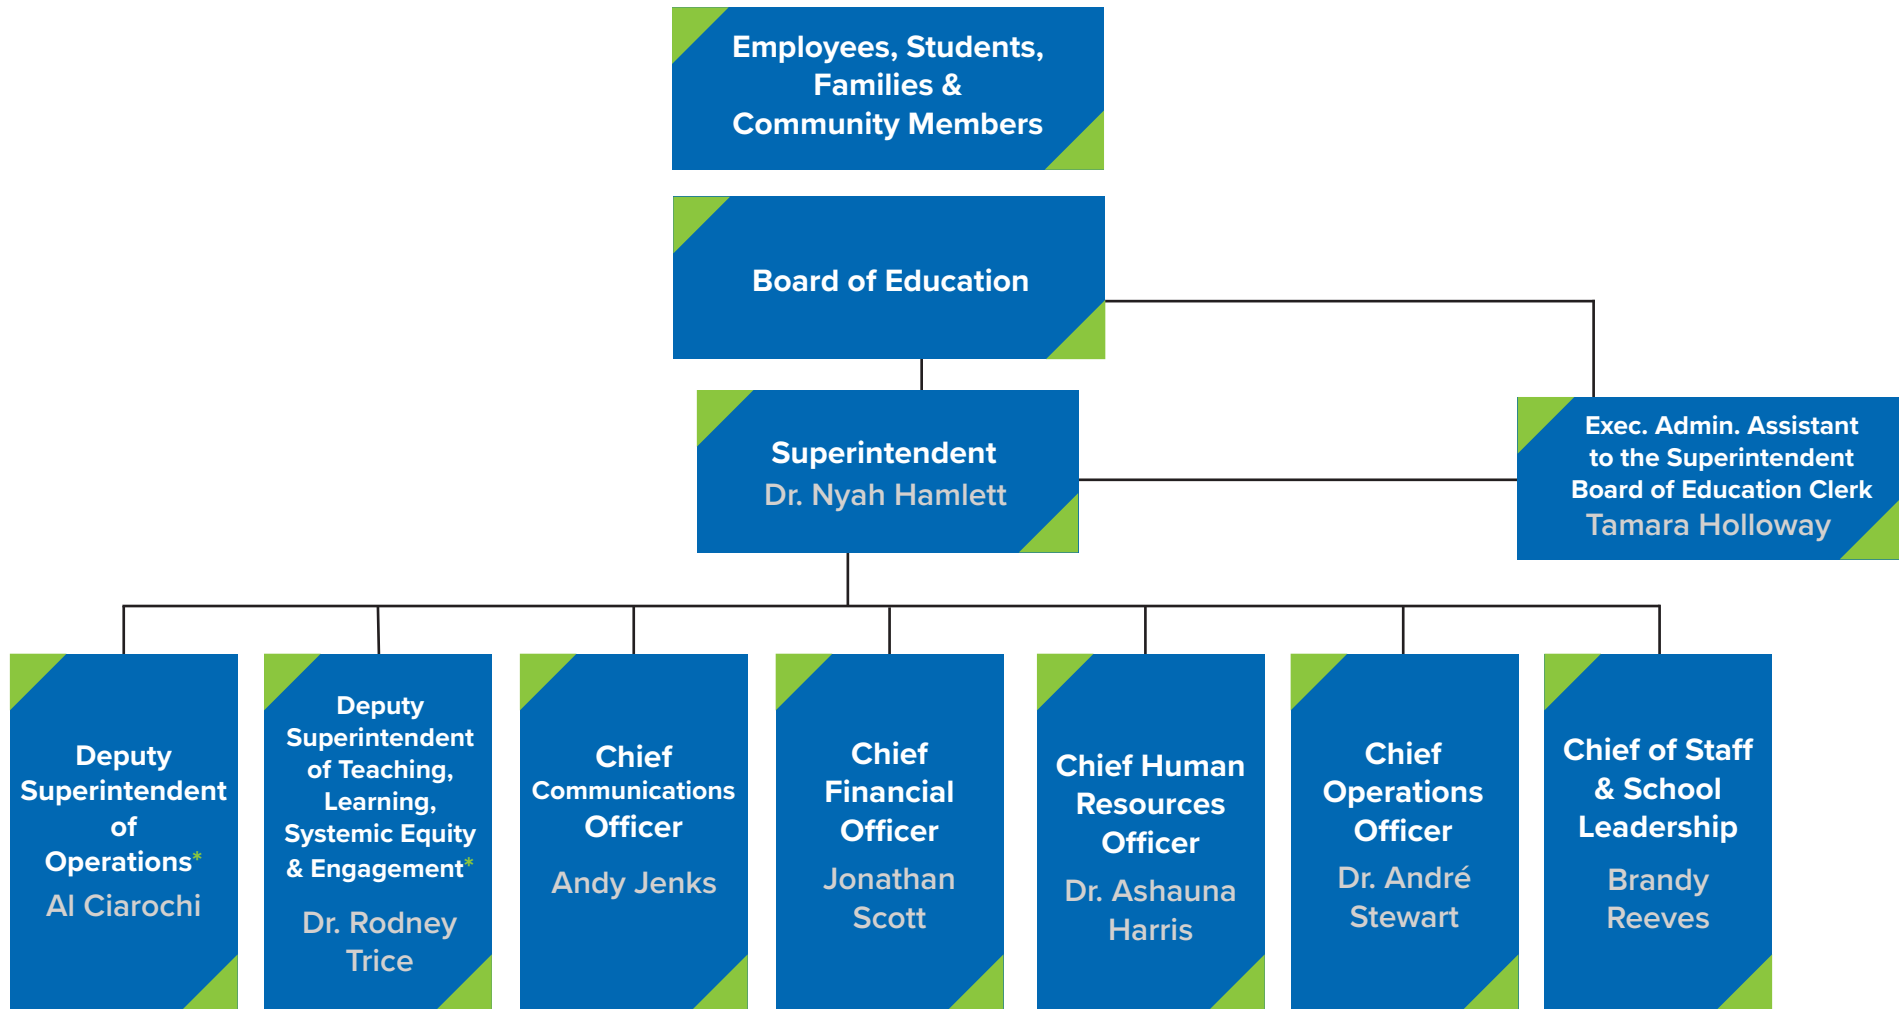 Employees, Students,
Families &
Community Members
Board of Education
Superintendent
Dr. Nyah Hamlett
Exec. Admin. Assistant
to the Superintendent
Board of Education Clerk
Tamara Holloway
Deputy
Superintendent
of
Operations*
Al Ciarochi
Deputy
Superintendent
of Teaching,
Learning,
Systemic Equity
& Engagement*
Dr. Rodney
Trice
Chief
Communications
Officer
Andy Jenks
Chief
Financial
Officer
Jonathan
Scott
Chief Human
Resources
Officer
Dr. Ashauna
Harris
Chief
Operations
Officer
Dr. André
Stewart
Chief of Staff
& School
Leadership
Brandy
Reeves